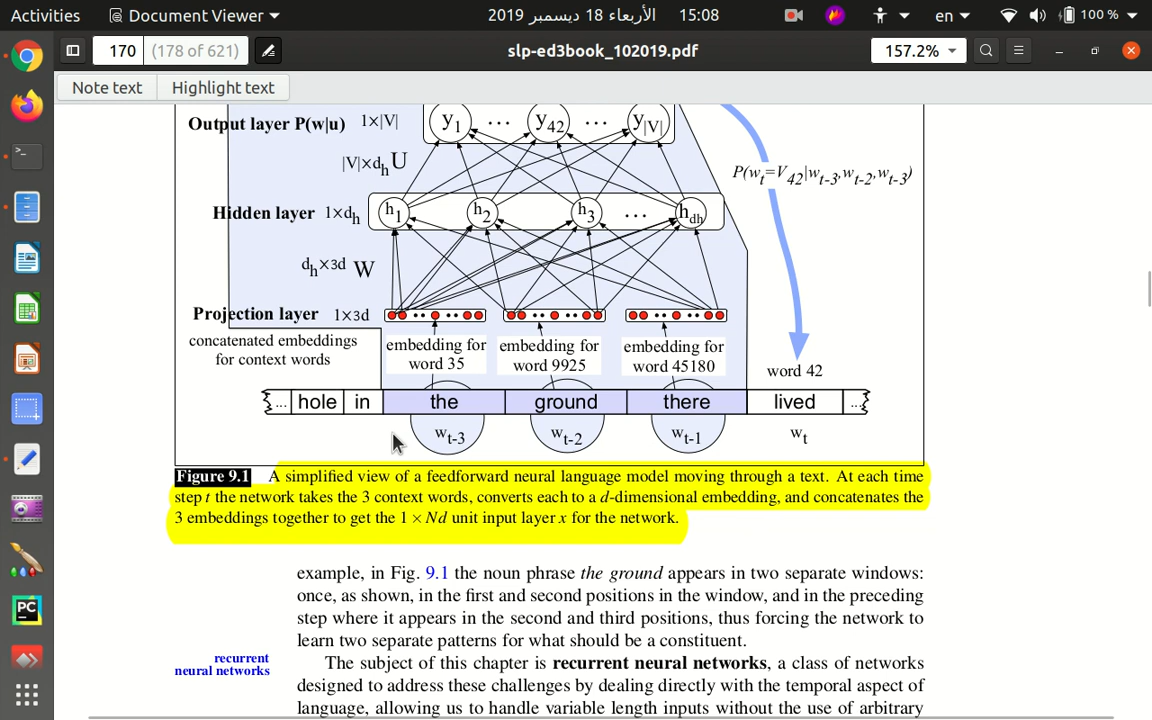 Activities
Document Viewer
الأربعاء 18 ديسمبر 2019 15:08
en
100 %
170 (178 of 621)
slp-ed3book_102019.pdf
157.2%
Note text
Highlight text
Output layer P(w|u) 1×|V| y1 ... y42 ... y|V|
|V|×dh U
P(wt=V42|wt-3,wt-2,wt-3)
Hidden layer 1×dh h1 h2 h3 ... hdh
dh×3d W
Projection layer 1×3d
concatenated embeddings
for context words
embedding for
word 35
embedding for
word 9925
embedding for
word 45180
word 42
... hole in the ground there lived ...
wt-3 wt-2 wt-1 wt
Figure 9.1 A simplified view of a feedforward neural language model moving through a text. At each time
step t the network takes the 3 context words, converts each to a d-dimensional embedding, and concatenates the
3 embeddings together to get the 1 × Nd unit input layer x for the network.
example, in Fig. 9.1 the noun phrase the ground appears in two separate windows:
once, as shown, in the first and second positions in the window, and in the preceding
step where it appears in the second and third positions, thus forcing the network to
learn two separate patterns for what should be a constituent.
recurrent
neural networks
The subject of this chapter is recurrent neural networks, a class of networks
designed to address these challenges by dealing directly with the temporal aspect of
language, allowing us to handle variable length inputs without the use of arbitrary
PC